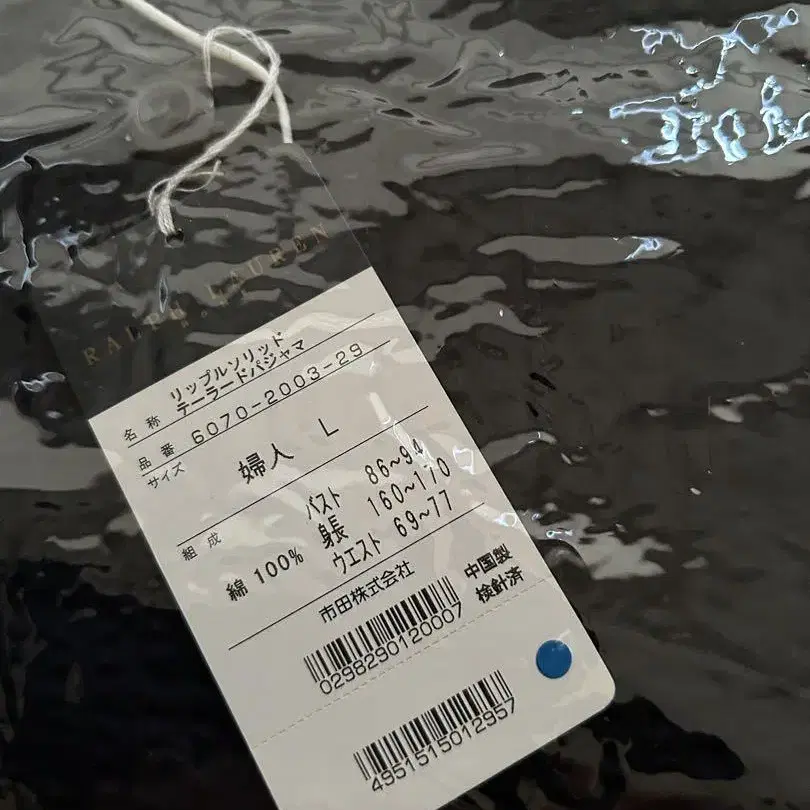 RALPH LAUREN
HOME
名称 リップルソリッド
テーラードパジャマ
品番 6070-2003-29
サイズ
婦人 L
バスト 86~94
身長 160~170
ウエスト 69~77
組成
綿 100%
市田株式会社
中国製
検針済
0298290120007
4951515012957